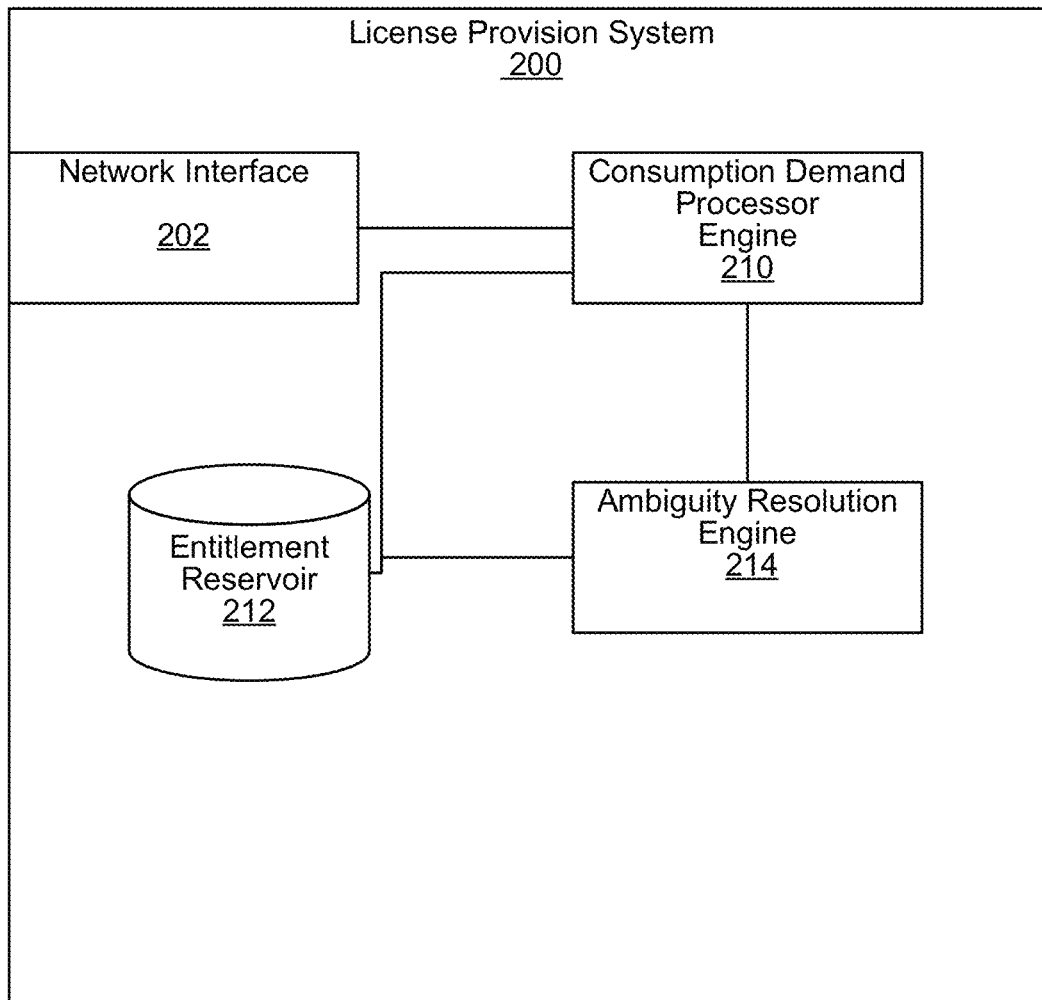 License Provision System
200
Network Interface
202
Consumption Demand
Processor
Engine
210
Entitlement
Reservoir
212
Ambiguity Resolution
Engine
214